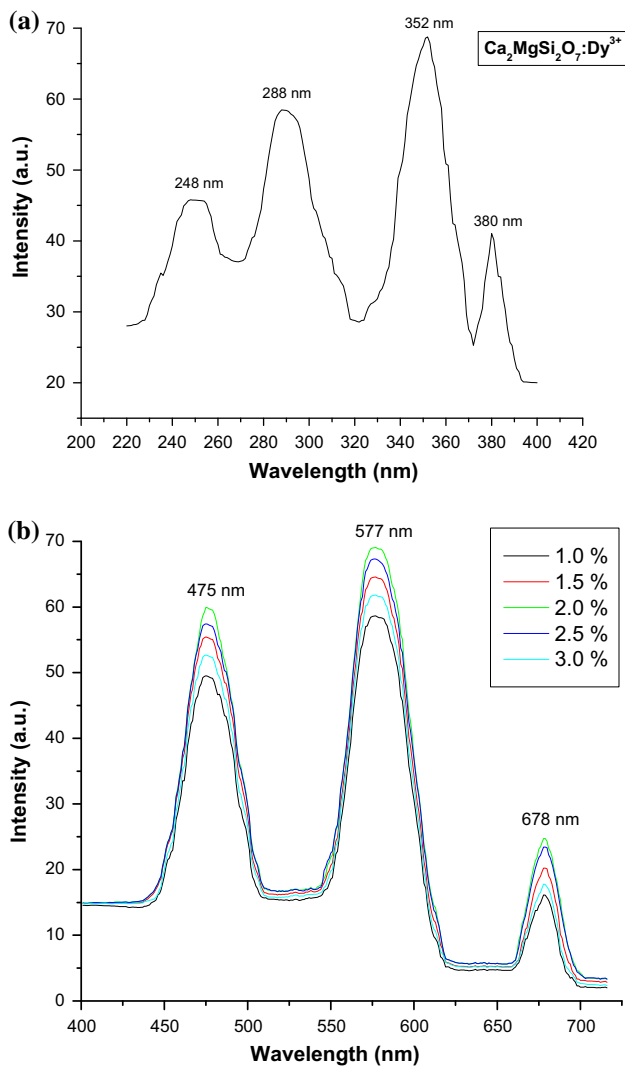 (a)
Ca₂MgSi₂O₇:Dy³⁺
352 nm
288 nm
248 nm
380 nm
Intensity (a.u.)
70
60
50
40
30
20
200 220 240 260 280 300 320 340 360 380 400 420
Wavelength (nm)
(b)
577 nm
475 nm
678 nm
1.0 %
1.5 %
2.0 %
2.5 %
3.0 %
Intensity (a.u.)
70
60
50
40
30
20
10
0
400 450 500 550 600 650 700
Wavelength (nm)